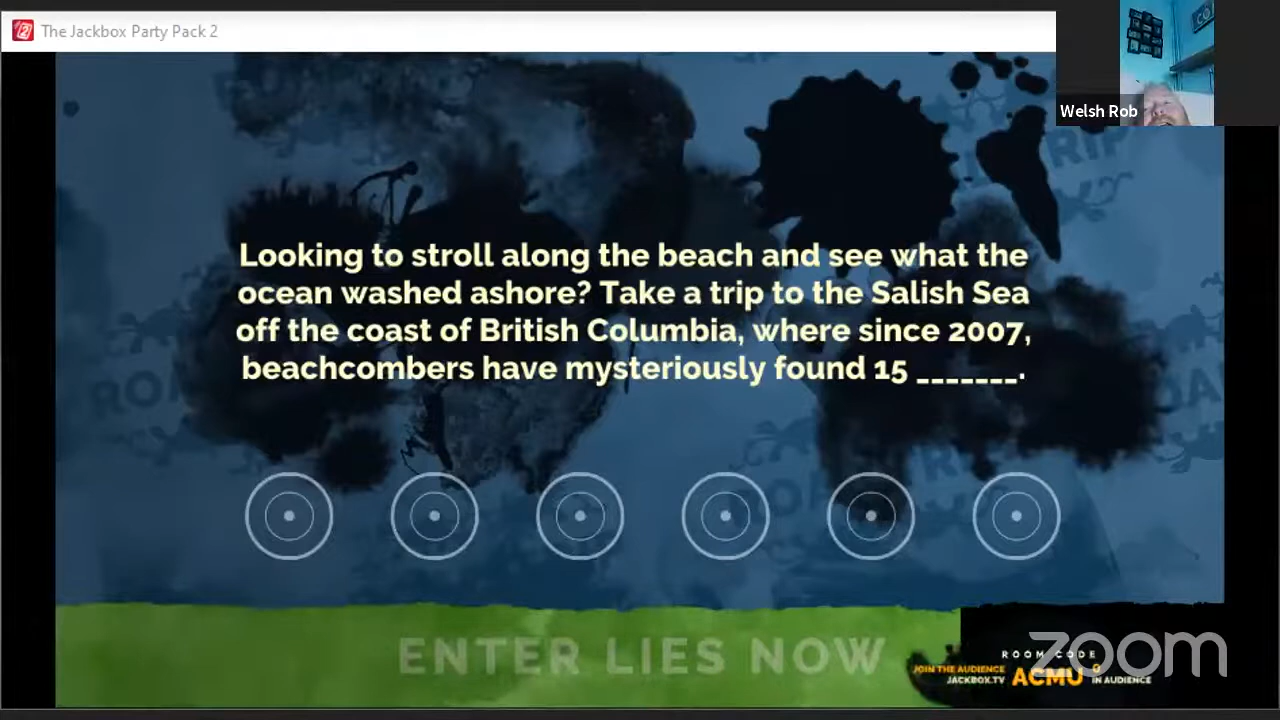 The Jackbox Party Pack 2
Welsh Rob
Looking to stroll along the beach and see what the
ocean washed ashore? Take a trip to the Salish Sea
off the coast of British Columbia, where since 2007,
beachcombers have mysteriously found 15 _______.
ENTER LIES NOW
ROOM CODE
JOIN THE AUDIENCE
JACKBOX.TV
ACMU
0
IN AUDIENCE
zoom